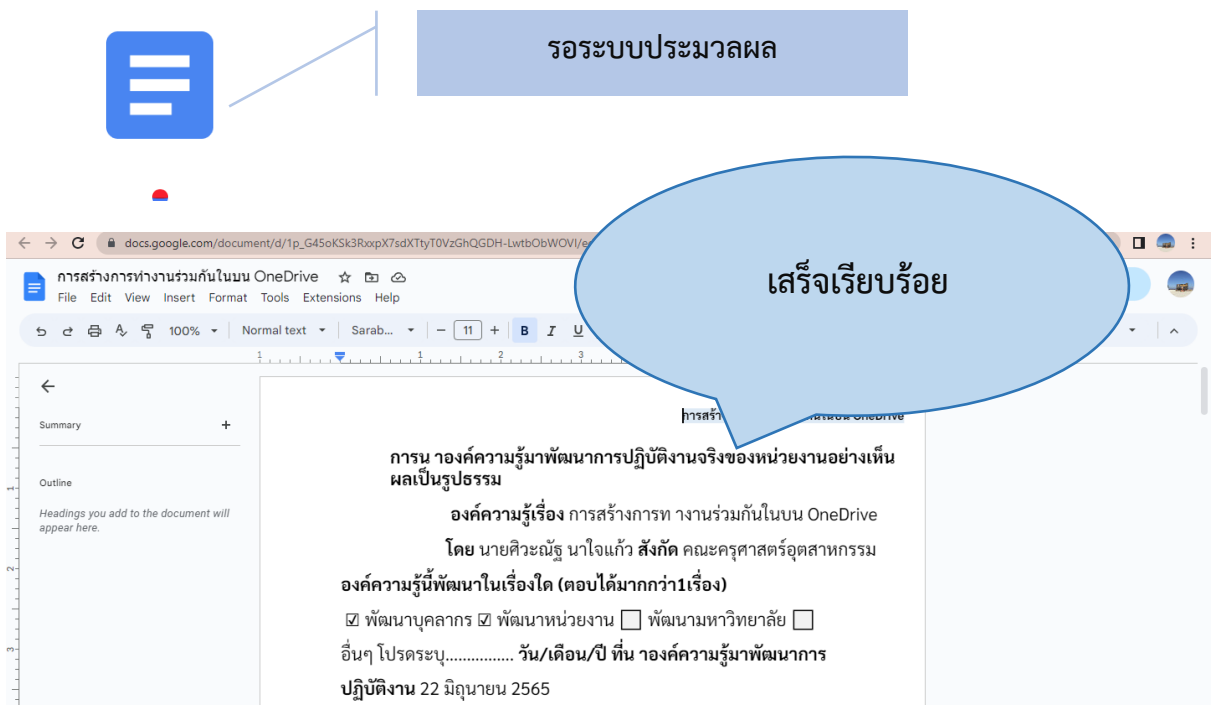 รอระบบประมวลผล
เสร็จเรียบร้อย
docs.google.com/document/d/1p_G45oKSk3RxxpX7sdXTtyT0VzGhQGDH-LwtbObWOVI/e
การสร้างการทำงานร่วมกันในบน OneDrive
File Edit View Insert Format Tools Extensions Help
100% Normal text Sarab... 11 B I U
1 1 2 3
Summary
Outline
Headings you add to the document will
appear here.
การสร้า นในบน OneDrive
การน าองค์ความรู้มาพัฒนาการปฏิบัติงานจริงของหน่วยงานอย่างเห็น
ผลเป็นรูปธรรม
องค์ความรู้เรื่อง การสร้างการท างานร่วมกันในบน OneDrive
โดย นายศิวะณัฐ นาใจแก้ว สังกัด คณะครุศาสตร์อุตสาหกรรม
องค์ความรู้นี้พัฒนาในเรื่องใด (ตอบได้มากกว่า1เรื่อง)
☑ พัฒนาบุคลากร ☑ พัฒนาหน่วยงาน ☐ พัฒนามหาวิทยาลัย ☐
อื่นๆ โปรดระบุ................ วัน/เดือน/ปี ที่น าองค์ความรู้มาพัฒนาการ
ปฏิบัติงาน 22 มิถุนายน 2565